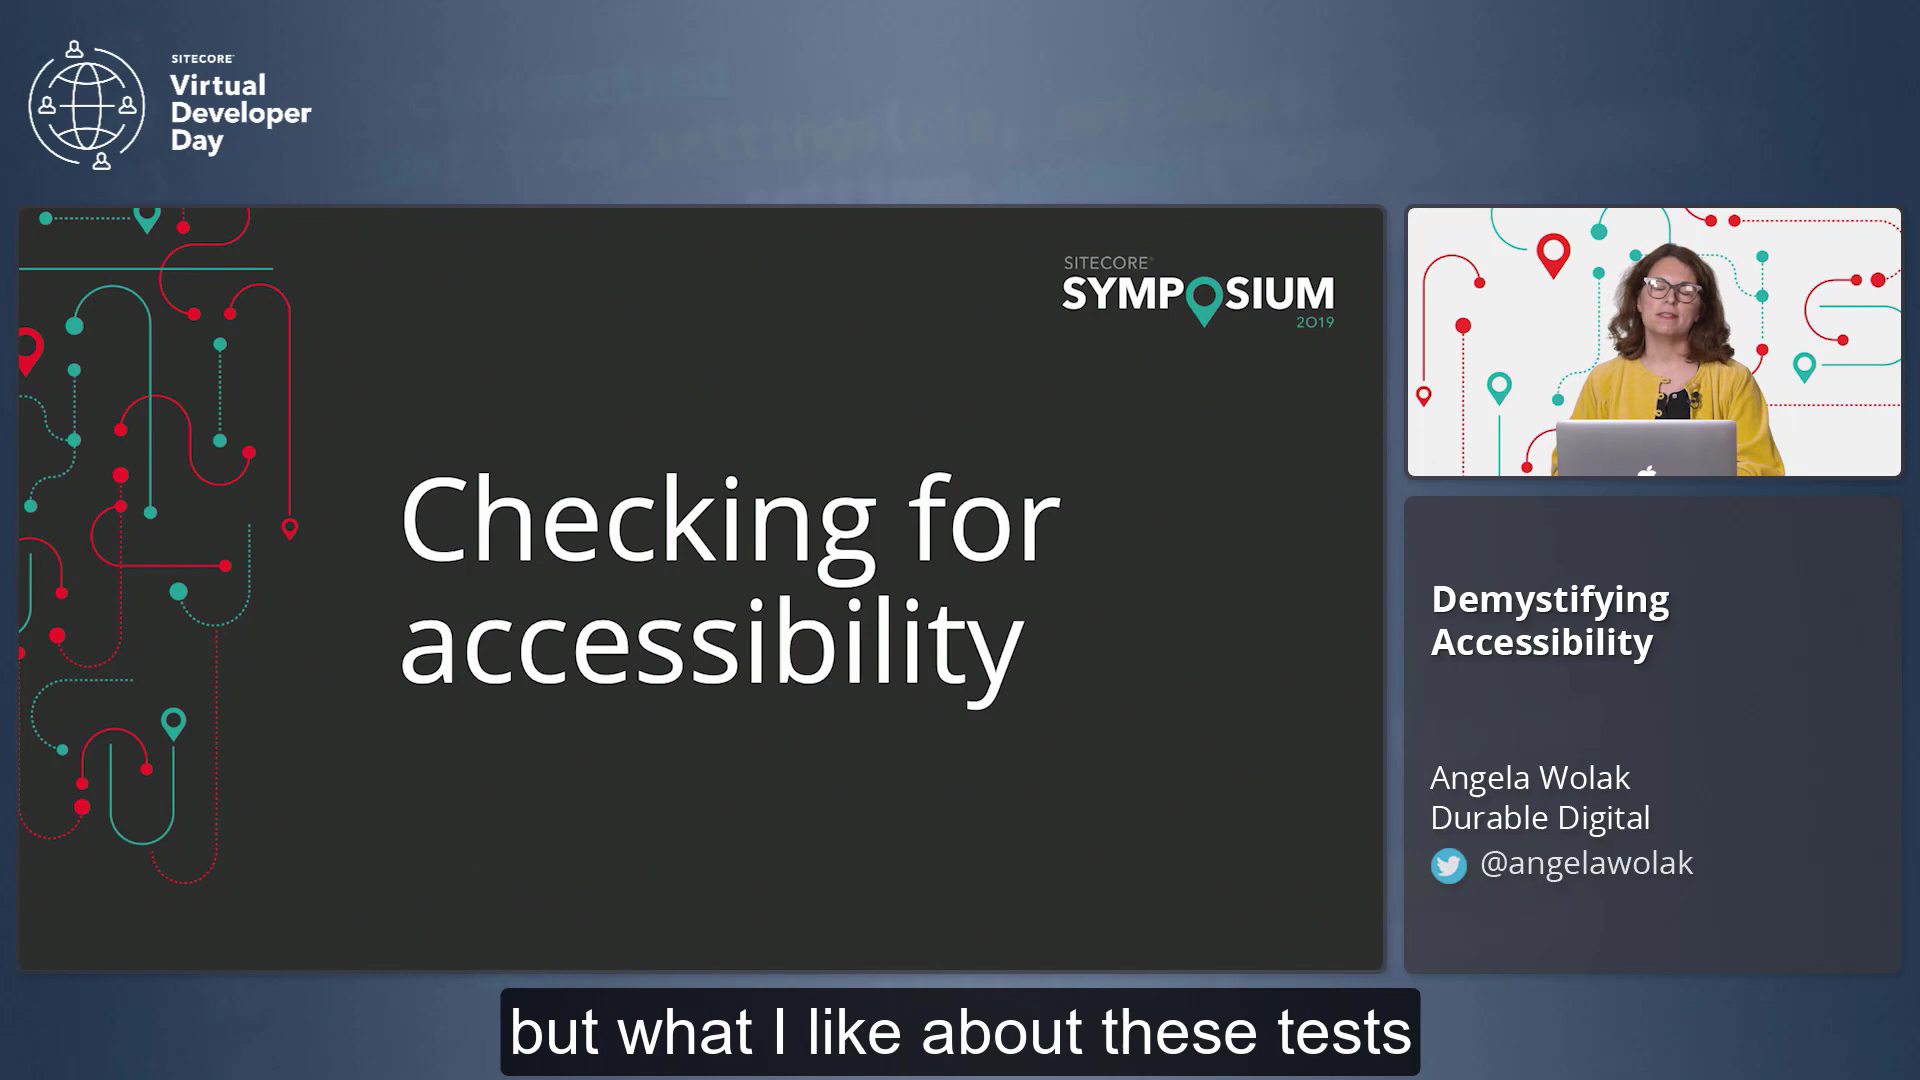 SITECORE
Virtual
Developer
Day
SITECORE
SYMPOSIUM
2019
Checking for
accessibility
Demystifying
Accessibility
Angela Wolak
Durable Digital
@angelawolak
but what I like about these tests